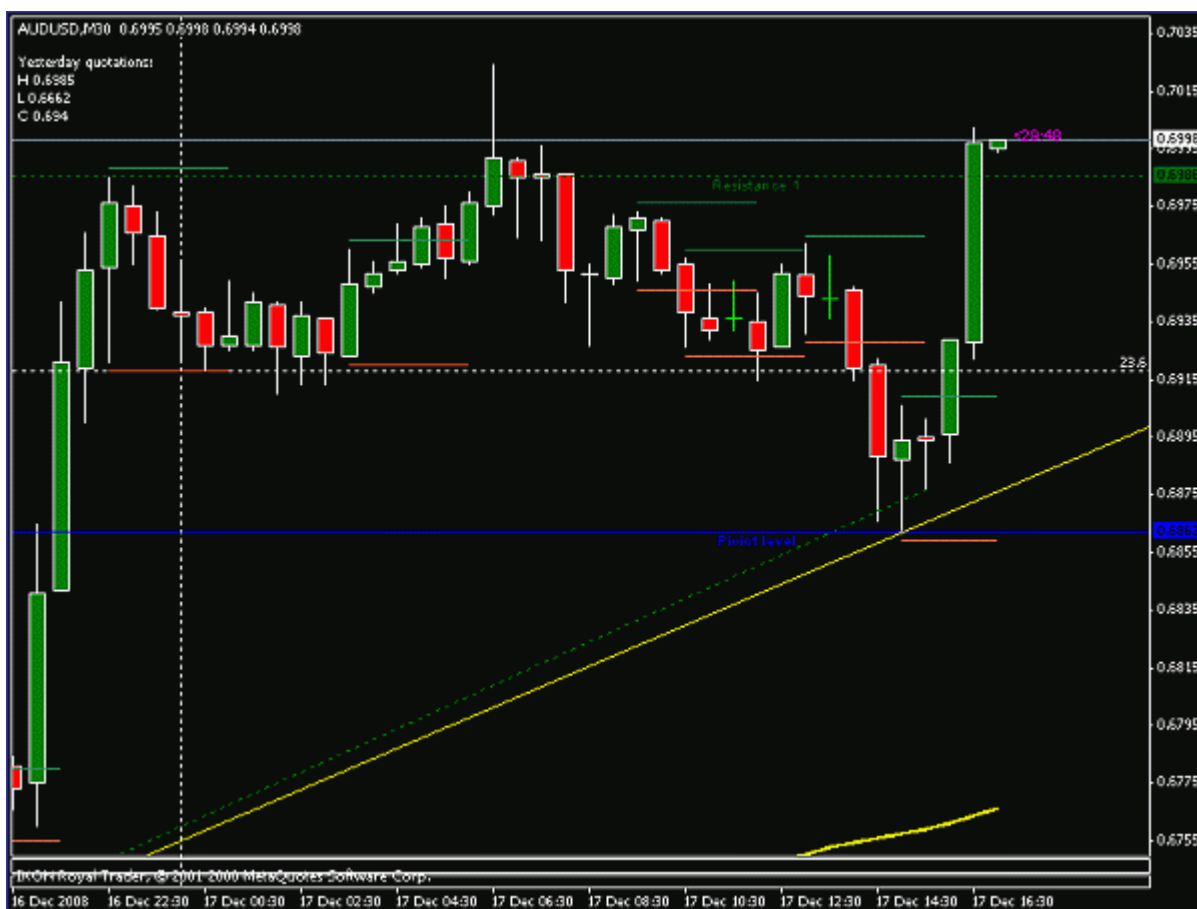 AUDUSD,M30 0.6995 0.6998 0.6994 0.6998
Yesterday quotations:
H 0.6985
L 0.6662
C 0.694
0.7035
0.7015
<28:48
0.6998
0.6995
0.6988
Resistance 1
0.6975
0.6955
0.6935
23.6
0.6915
0.6895
0.6875
Pivot level
0.6862
0.6855
0.6835
0.6815
0.6795
0.6775
0.6755
IKON Royal Trader, © 2001-2008 MetaQuotes Software Corp.
16 Dec 2008 16 Dec 22:30 17 Dec 00:30 17 Dec 02:30 17 Dec 04:30 17 Dec 06:30 17 Dec 08:30 17 Dec 10:30 17 Dec 12:30 17 Dec 14:30 17 Dec 16:30